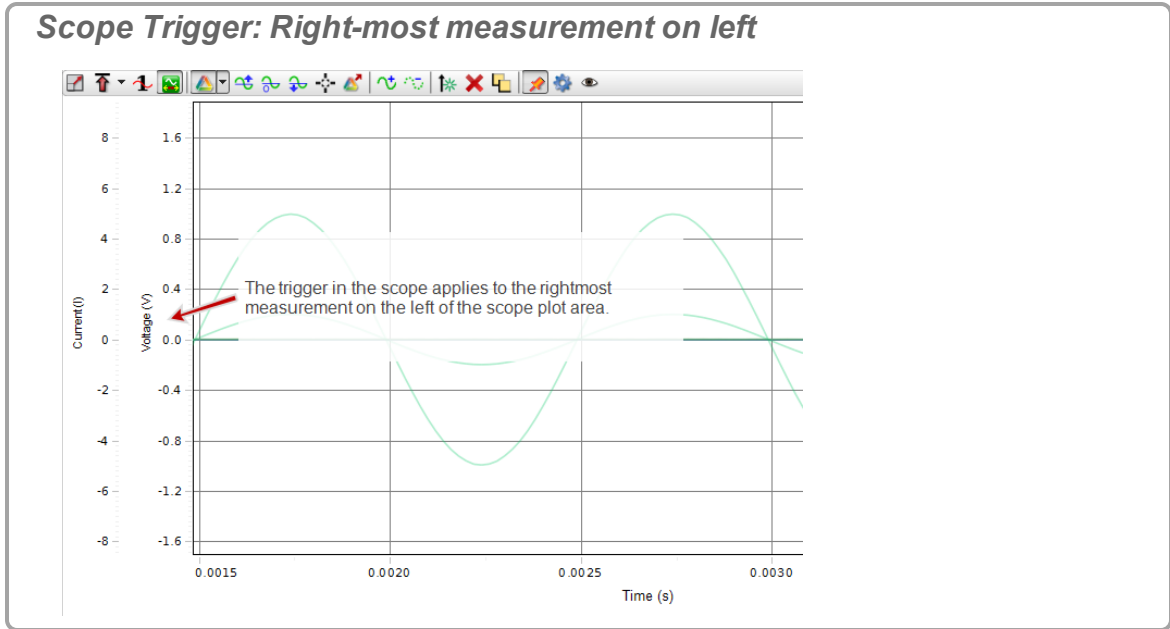 Scope Trigger: Right-most measurement on left
8
6
4
2
0
-2
-4
-6
-8
Current(I)
1.6
1.2
0.8
0.4
0.0
-0.4
-0.8
-1.2
-1.6
Voltage (V)
The trigger in the scope applies to the rightmost
measurement on the left of the scope plot area.
0.0015 0.0020 0.0025 0.0030
Time (s)